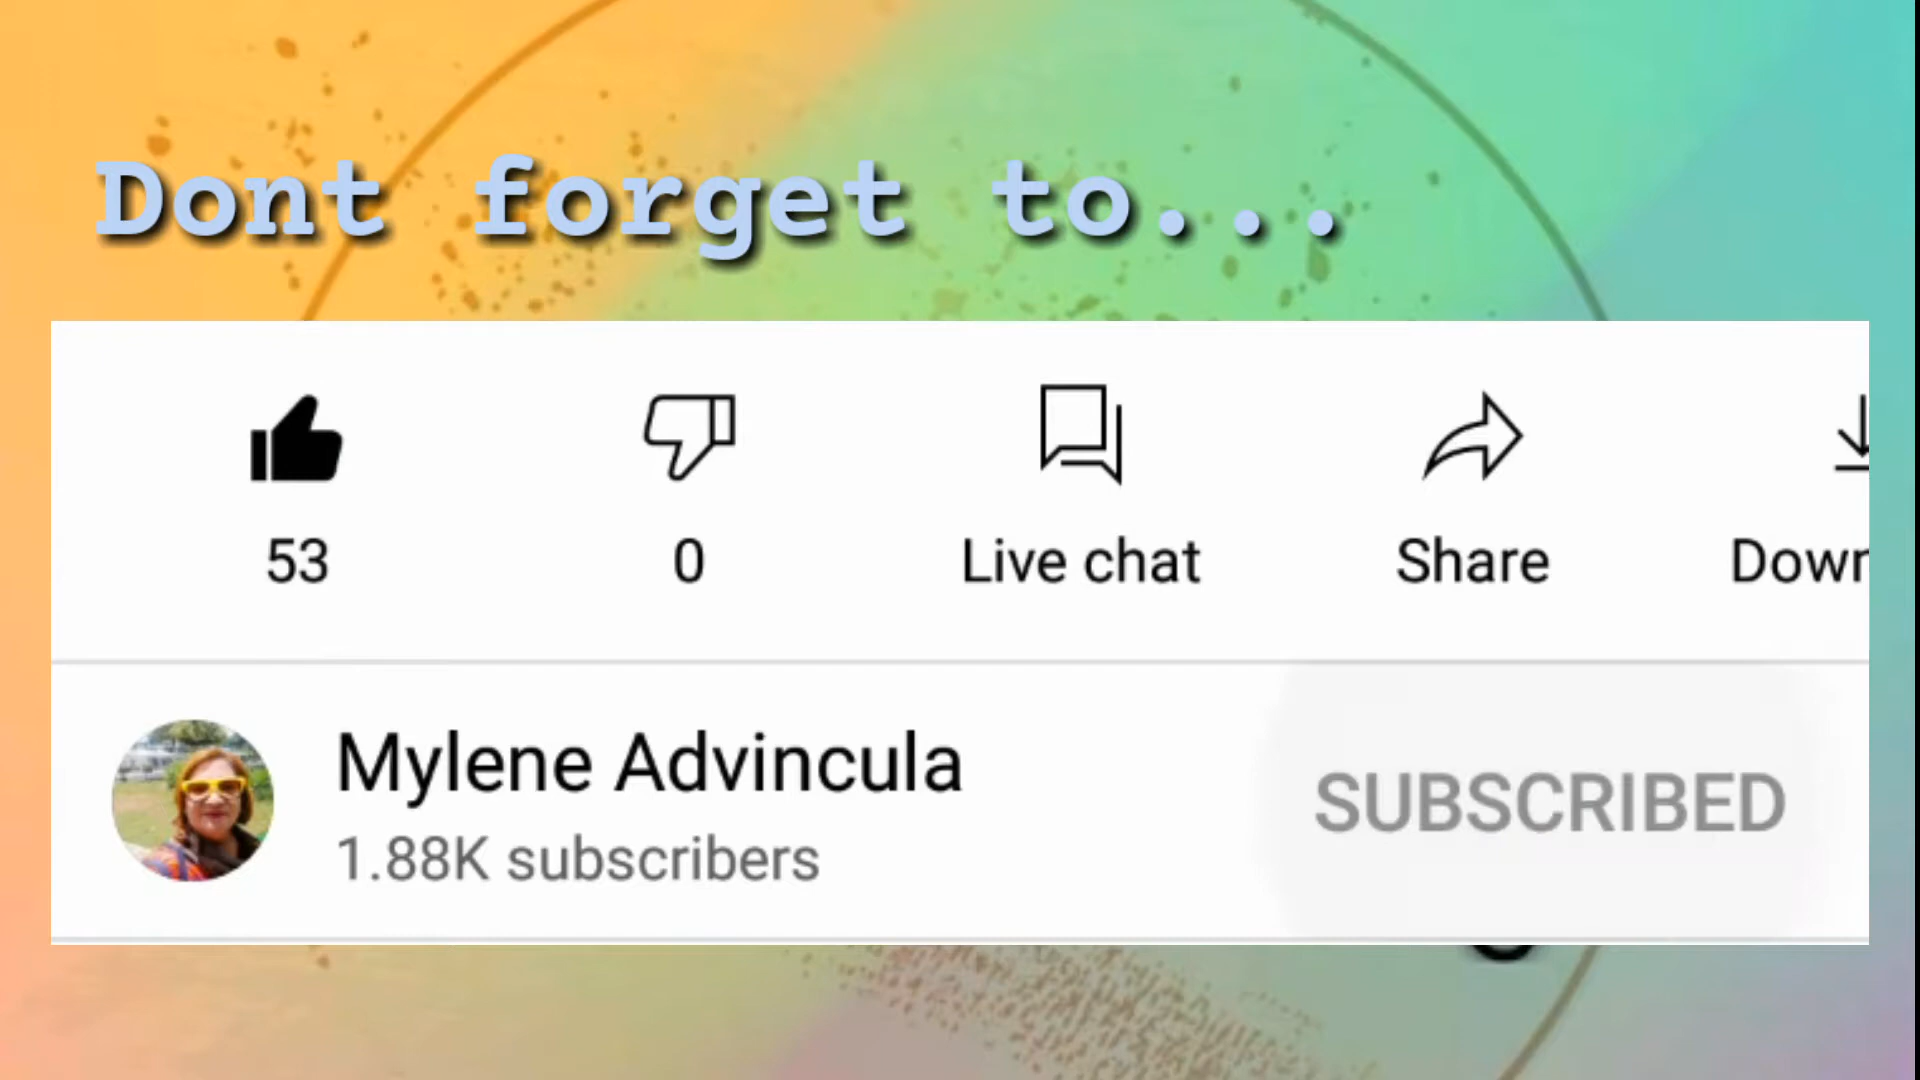 Dont forget to...
53
0
Live chat
Share
Mylene Advincula
SUBSCRIBED
1.88K subscribers